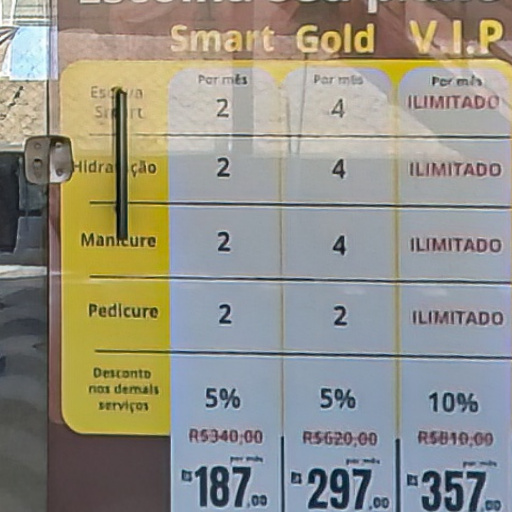 Smart Gold V.I.P
Por mês Por mês Por mês
Escova Smart 2 4 ILIMITADO
Hidratação 2 4 ILIMITADO
Manicure 2 4 ILIMITADO
Pedicure 2 2 ILIMITADO
Desconto
nos demais 5% 5% 10%
serviços
R$340,00 R$620,00 R$810,00
por mês por mês por mês
R$187,00 R$297,00 R$357,00